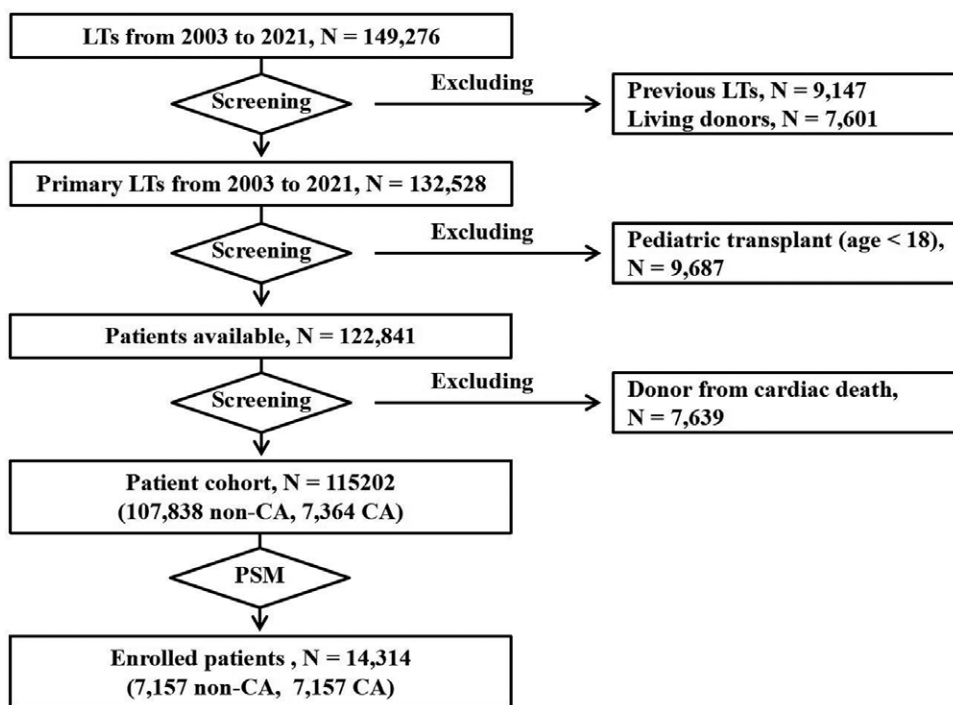 LTs from 2003 to 2021, N = 149,276
Screening
Excluding
Previous LTs, N = 9,147
Living donors, N = 7,601
Primary LTs from 2003 to 2021, N = 132,528
Screening
Excluding
Pediatric transplant (age < 18),
N = 9,687
Patients available, N = 122,841
Screening
Excluding
Donor from cardiac death,
N = 7,639
Patient cohort, N = 115202
(107,838 non-CA, 7,364 CA)
PSM
Enrolled patients , N = 14,314
(7,157 non-CA, 7,157 CA)